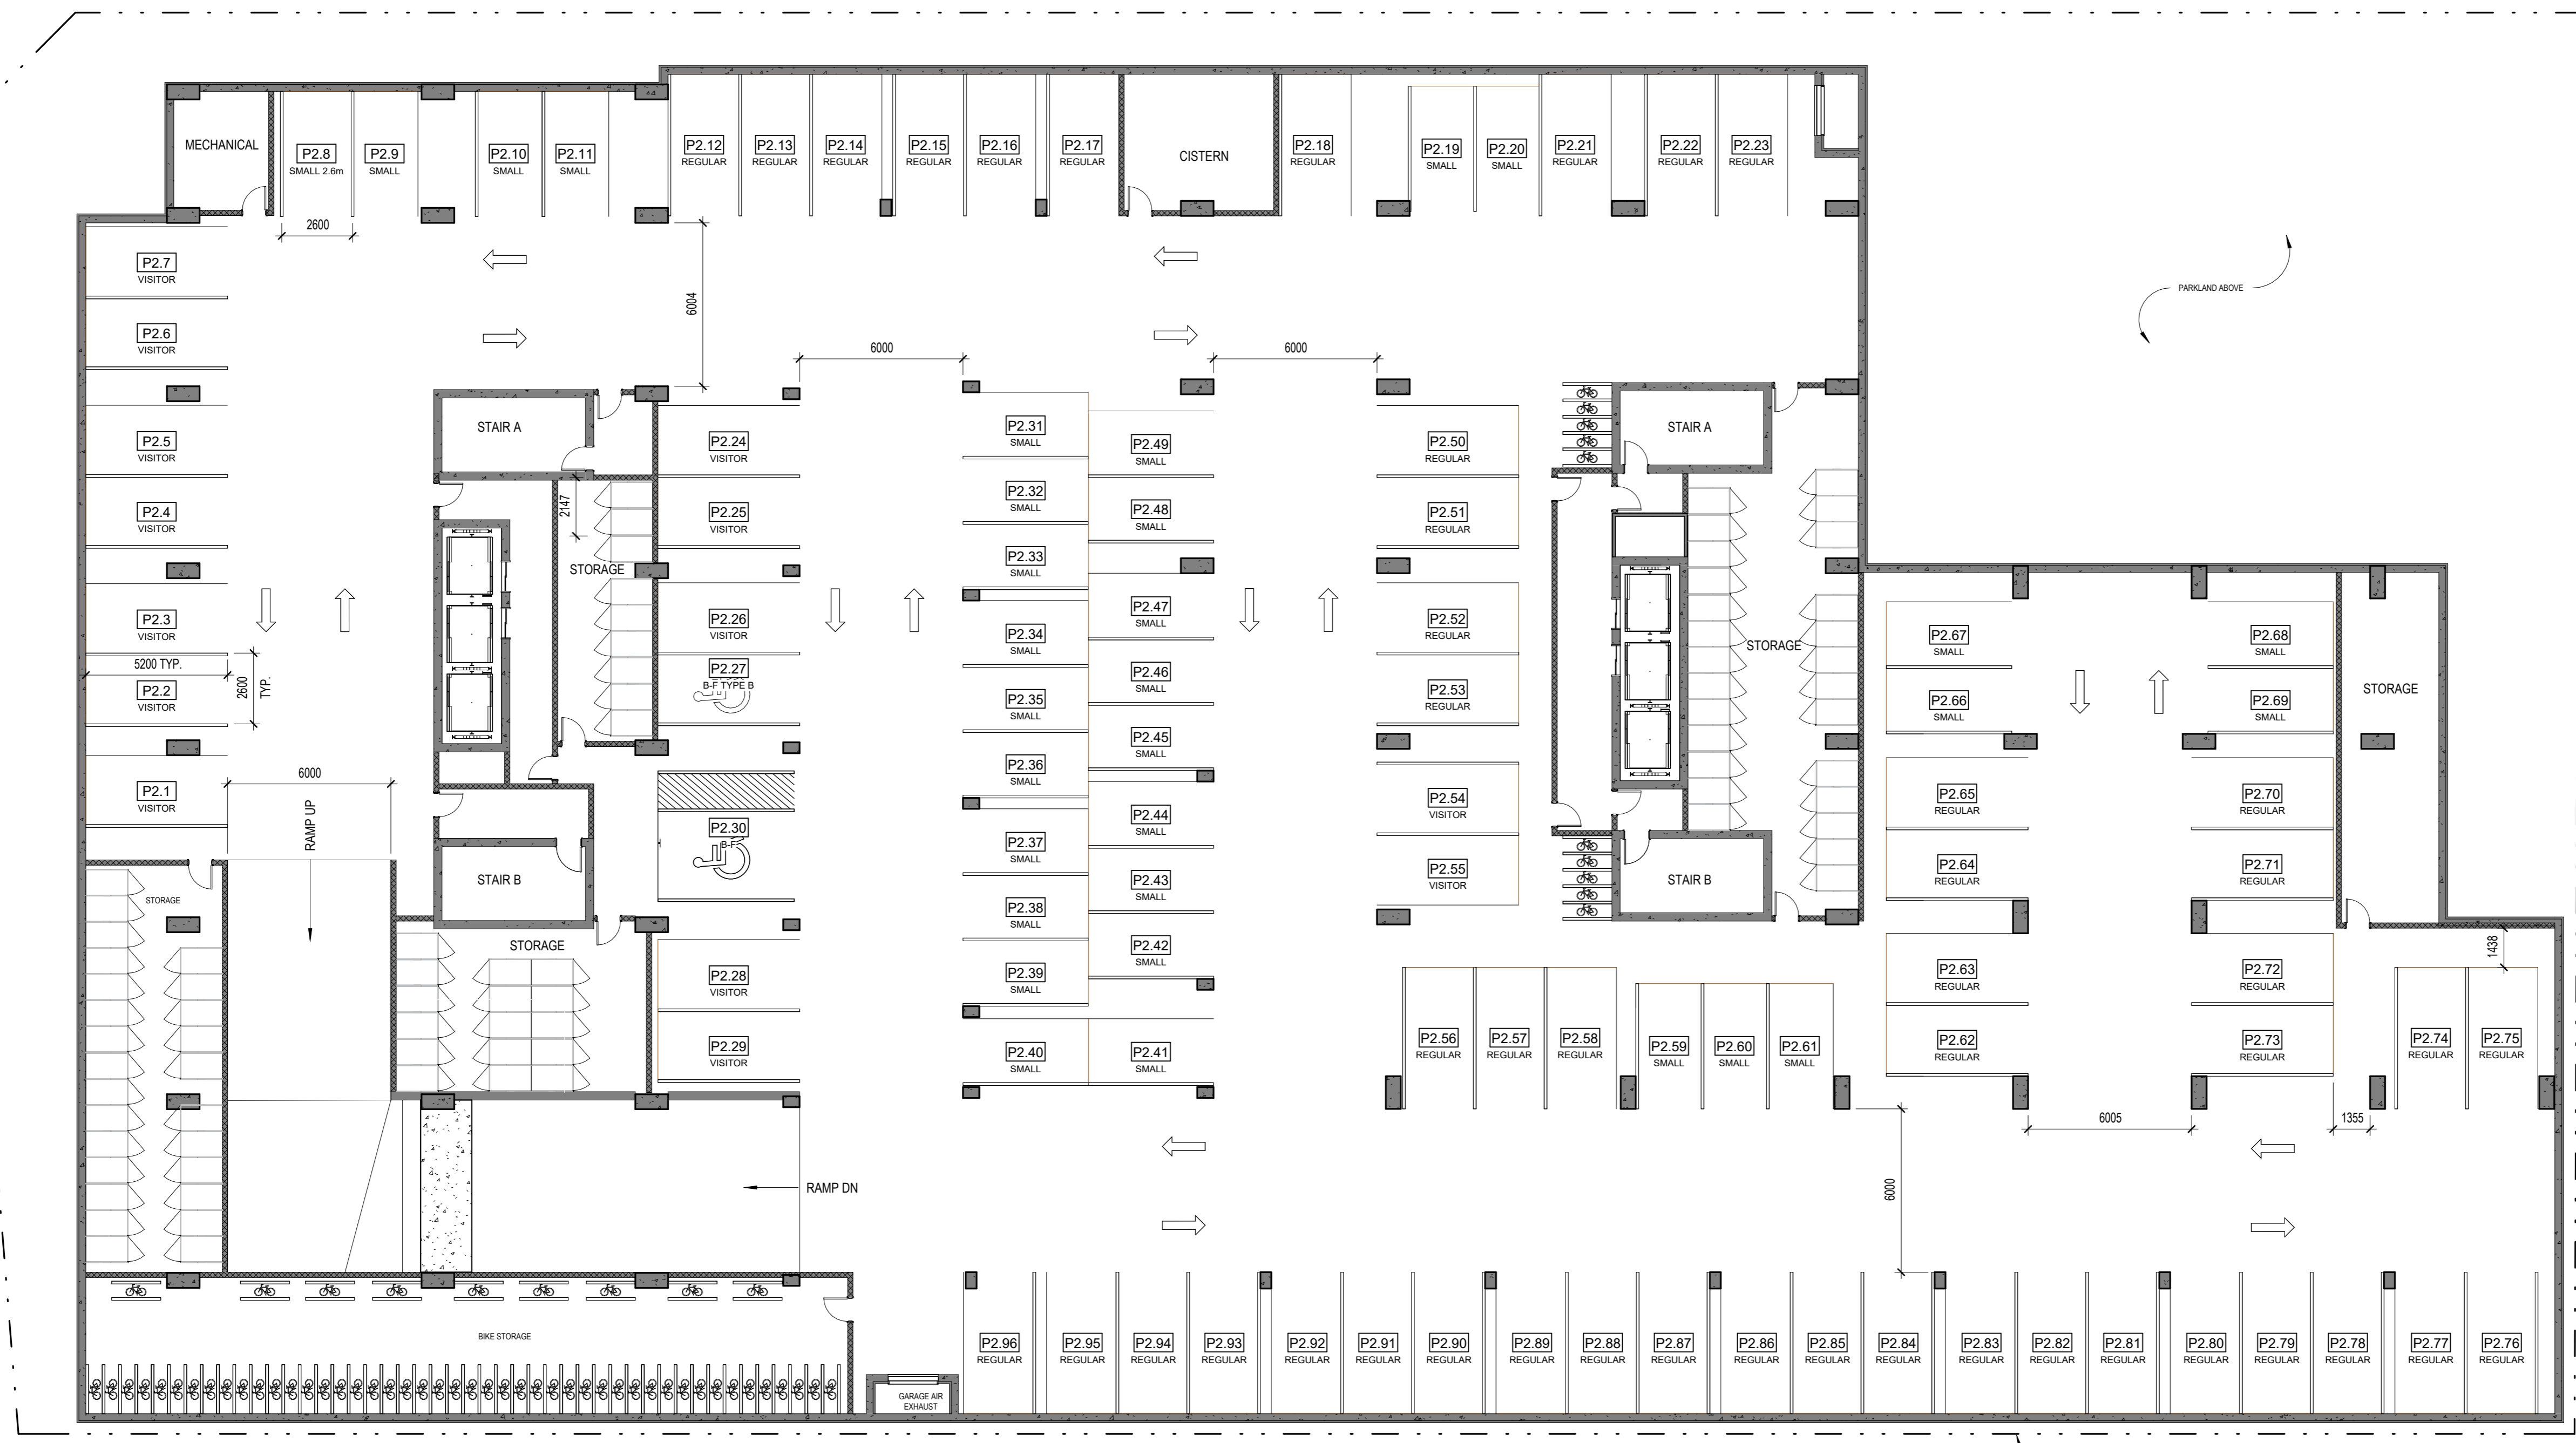 MECHANICAL
P2.8
SMALL 2.6m
P2.9
SMALL
P2.10
SMALL
P2.11
SMALL
P2.12
REGULAR
P2.13
REGULAR
P2.14
REGULAR
P2.15
REGULAR
P2.16
REGULAR
P2.17
REGULAR
CISTERN
P2.18
REGULAR
P2.19
SMALL
P2.20
SMALL
P2.21
REGULAR
P2.22
REGULAR
P2.23
REGULAR
2600
6004
6000
6000
PARKLAND ABOVE
P2.7
VISITOR
P2.6
VISITOR
P2.5
VISITOR
P2.4
VISITOR
P2.3
VISITOR
5200 TYP.
2600
TYP.
P2.2
VISITOR
P2.1
VISITOR
6000
RAMP UP
STAIR A
2147
STORAGE
STAIR B
STORAGE
STORAGE
P2.24
VISITOR
P2.25
VISITOR
P2.26
VISITOR
P2.27
B-F TYPE B
P2.30
B-F
P2.28
VISITOR
P2.29
VISITOR
P2.31
SMALL
P2.32
SMALL
P2.33
SMALL
P2.34
SMALL
P2.35
SMALL
P2.36
SMALL
P2.37
SMALL
P2.38
SMALL
P2.39
SMALL
P2.40
SMALL
P2.49
SMALL
P2.48
SMALL
P2.47
SMALL
P2.46
SMALL
P2.45
SMALL
P2.44
SMALL
P2.43
SMALL
P2.42
SMALL
P2.41
SMALL
P2.50
REGULAR
P2.51
REGULAR
P2.52
REGULAR
P2.53
REGULAR
P2.54
VISITOR
P2.55
VISITOR
STAIR A
STORAGE
STAIR B
P2.56
REGULAR
P2.57
REGULAR
P2.58
REGULAR
P2.59
SMALL
P2.60
SMALL
P2.61
SMALL
P2.67
SMALL
P2.66
SMALL
P2.65
REGULAR
P2.64
REGULAR
P2.63
REGULAR
P2.62
REGULAR
P2.68
SMALL
P2.69
SMALL
P2.70
REGULAR
P2.71
REGULAR
P2.72
REGULAR
P2.73
REGULAR
STORAGE
1438
P2.74
REGULAR
P2.75
REGULAR
6005
1355
6000
RAMP DN
BIKE STORAGE
GARAGE AIR
EXHAUST
P2.96
REGULAR
P2.95
REGULAR
P2.94
REGULAR
P2.93
REGULAR
P2.92
REGULAR
P2.91
REGULAR
P2.90
REGULAR
P2.89
REGULAR
P2.88
REGULAR
P2.87
REGULAR
P2.86
REGULAR
P2.85
REGULAR
P2.84
REGULAR
P2.83
REGULAR
P2.82
REGULAR
P2.81
REGULAR
P2.80
REGULAR
P2.79
REGULAR
P2.78
REGULAR
P2.77
REGULAR
P2.76
REGULAR